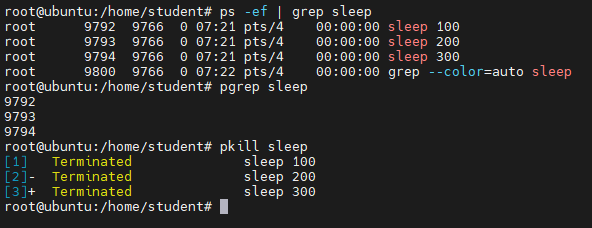 root@ubuntu:/home/student# ps -ef | grep sleep
root      9792  9766  0 07:21 pts/4    00:00:00 sleep 100
root      9793  9766  0 07:21 pts/4    00:00:00 sleep 200
root      9794  9766  0 07:21 pts/4    00:00:00 sleep 300
root      9800  9766  0 07:22 pts/4    00:00:00 grep --color=auto sleep
root@ubuntu:/home/student# pgrep sleep
9792
9793
9794
root@ubuntu:/home/student# pkill sleep
[1]   Terminated              sleep 100
[2]-  Terminated              sleep 200
[3]+  Terminated              sleep 300
root@ubuntu:/home/student#